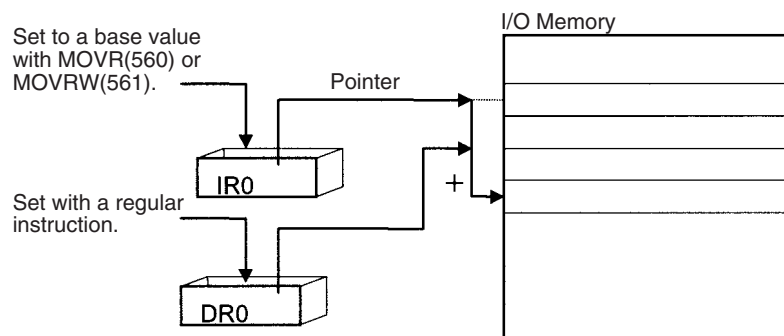 I/O Memory
Set to a base value
with MOVR(560) or
MOVRW(561).
Pointer
IR0
Set with a regular
instruction.
+
DR0